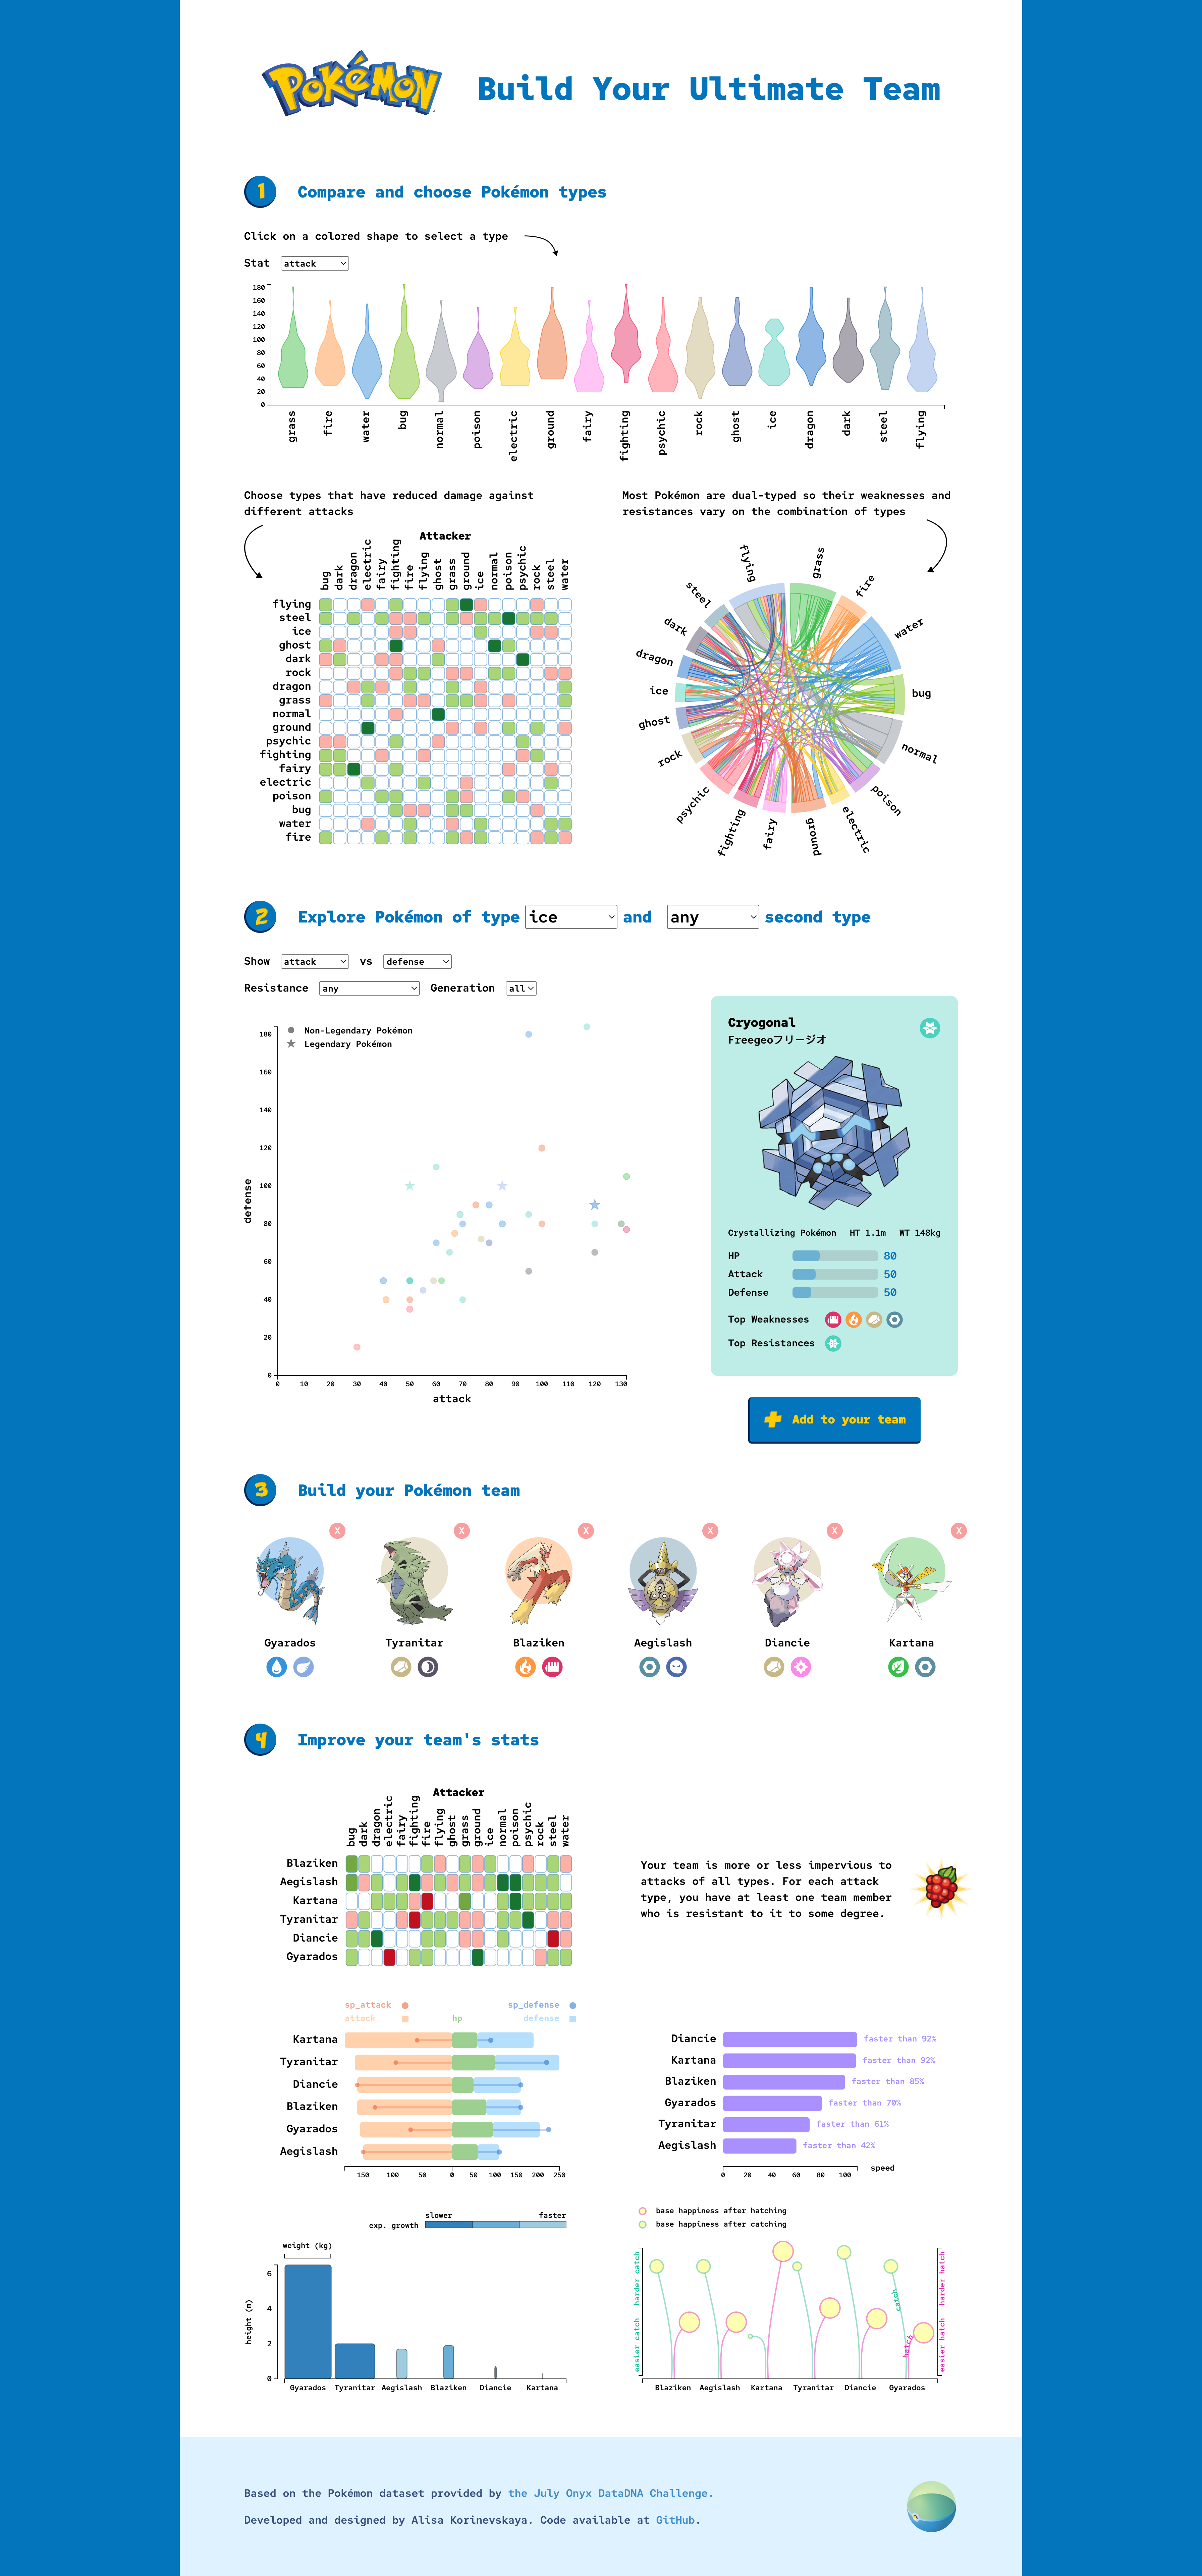 POKéMON
Build Your Ultimate Team
1
Compare and choose Pokémon types
Click on a colored shape to select a type
Stat attack
180
160
140
120
100
80
60
40
20
0
grass fire water bug normal poison electric ground fairy fighting psychic rock ghost ice dragon dark steel flying
Choose types that have reduced damage against
different attacks
Attacker
bug dark dragon electric fairy fighting fire flying ghost grass ground ice normal poison psychic rock steel water
flying
steel
ice
ghost
dark
rock
dragon
grass
normal
ground
psychic
fighting
fairy
electric
poison
bug
water
fire
Most Pokémon are dual-typed so their weaknesses and
resistances vary on the combination of types
grass
fire
water
bug
normal
poison
electric
ground
fairy
fighting
psychic
rock
ghost
ice
dragon
dark
steel
flying
2
Explore Pokémon of type ice and any second type
Show attack vs defense
Resistance any Generation all
Non-Legendary Pokémon
Legendary Pokémon
defense
180
160
140
120
100
80
60
40
20
0
0 10 20 30 40 50 60 70 80 90 100 110 120 130
attack
Cryogonal
Freegeoフリージオ
Crystallizing Pokémon HT 1.1m WT 148kg
HP 80
Attack 50
Defense 50
Top Weaknesses
Top Resistances
Add to your team
3
Build your Pokémon team
X X X X X X
Gyarados Tyranitar Blaziken Aegislash Diancie Kartana
4
Improve your team's stats
Attacker
bug dark dragon electric fairy fighting fire flying ghost grass ground ice normal poison psychic rock steel water
Blaziken
Aegislash
Kartana
Tyranitar
Diancie
Gyarados
Your team is more or less impervious to
attacks of all types. For each attack
type, you have at least one team member
who is resistant to it to some degree.
sp_attack sp_defense
attack hp defense
Kartana
Tyranitar
Diancie
Blaziken
Gyarados
Aegislash
150 100 50 0 50 100 150 200 250
Diancie faster than 92%
Kartana faster than 92%
Blaziken faster than 85%
Gyarados faster than 70%
Tyranitar faster than 61%
Aegislash faster than 42%
0 20 40 60 80 100 speed
slower faster
exp. growth
weight (kg)
height (m)
6
4
2
0
Gyarados Tyranitar Aegislash Blaziken Diancie Kartana
base happiness after hatching
base happiness after catching
easier catch harder catch
catch
hatch
easier hatch harder hatch
Blaziken Aegislash Kartana Tyranitar Diancie Gyarados
Based on the Pokémon dataset provided by the July Onyx DataDNA Challenge.
Developed and designed by Alisa Korinevskaya. Code available at GitHub.